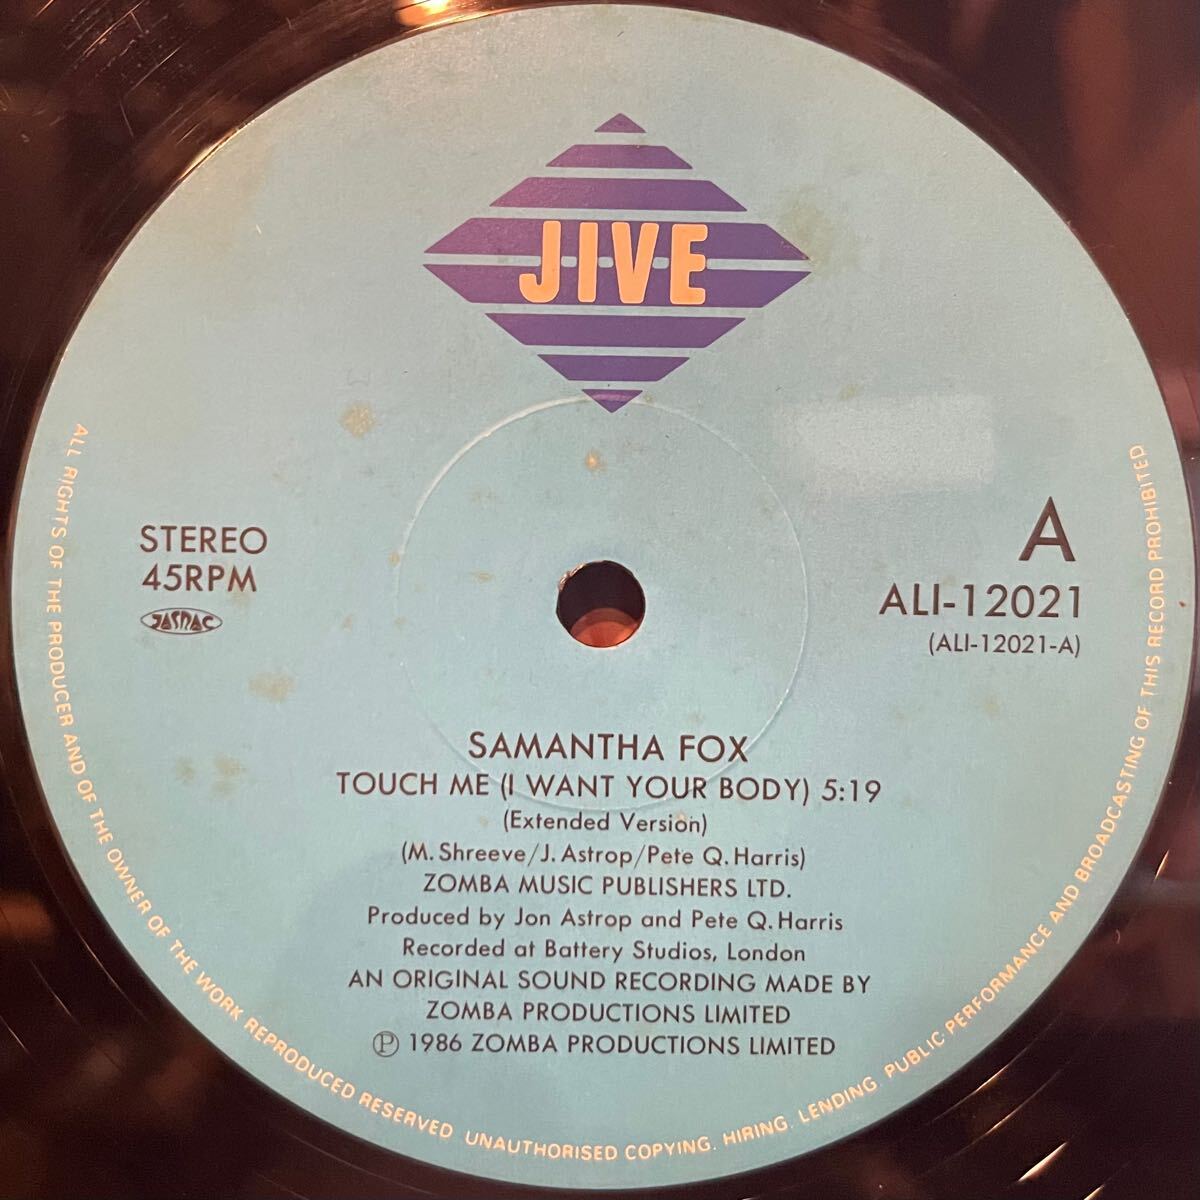 JIVE
STEREO
45RPM
JASRAC
A
ALI-12021
(ALI-12021-A)
SAMANTHA FOX
TOUCH ME (I WANT YOUR BODY) 5:19
(Extended Version)
(M. Shreeve/J. Astrop/Pete Q. Harris)
ZOMBA MUSIC PUBLISHERS LTD.
Produced by Jon Astrop and Pete Q. Harris
Recorded at Battery Studios, London
AN ORIGINAL SOUND RECORDING MADE BY
ZOMBA PRODUCTIONS LIMITED
Ⓟ 1986 ZOMBA PRODUCTIONS LIMITED
ALL RIGHTS OF THE PRODUCER AND OF THE OWNER OF THE WORK REPRODUCED RESERVED. UNAUTHORISED COPYING. HIRING. LENDING. PUBLIC PERFORMANCE AND BROADCASTING OF THIS RECORD PROHIBITED